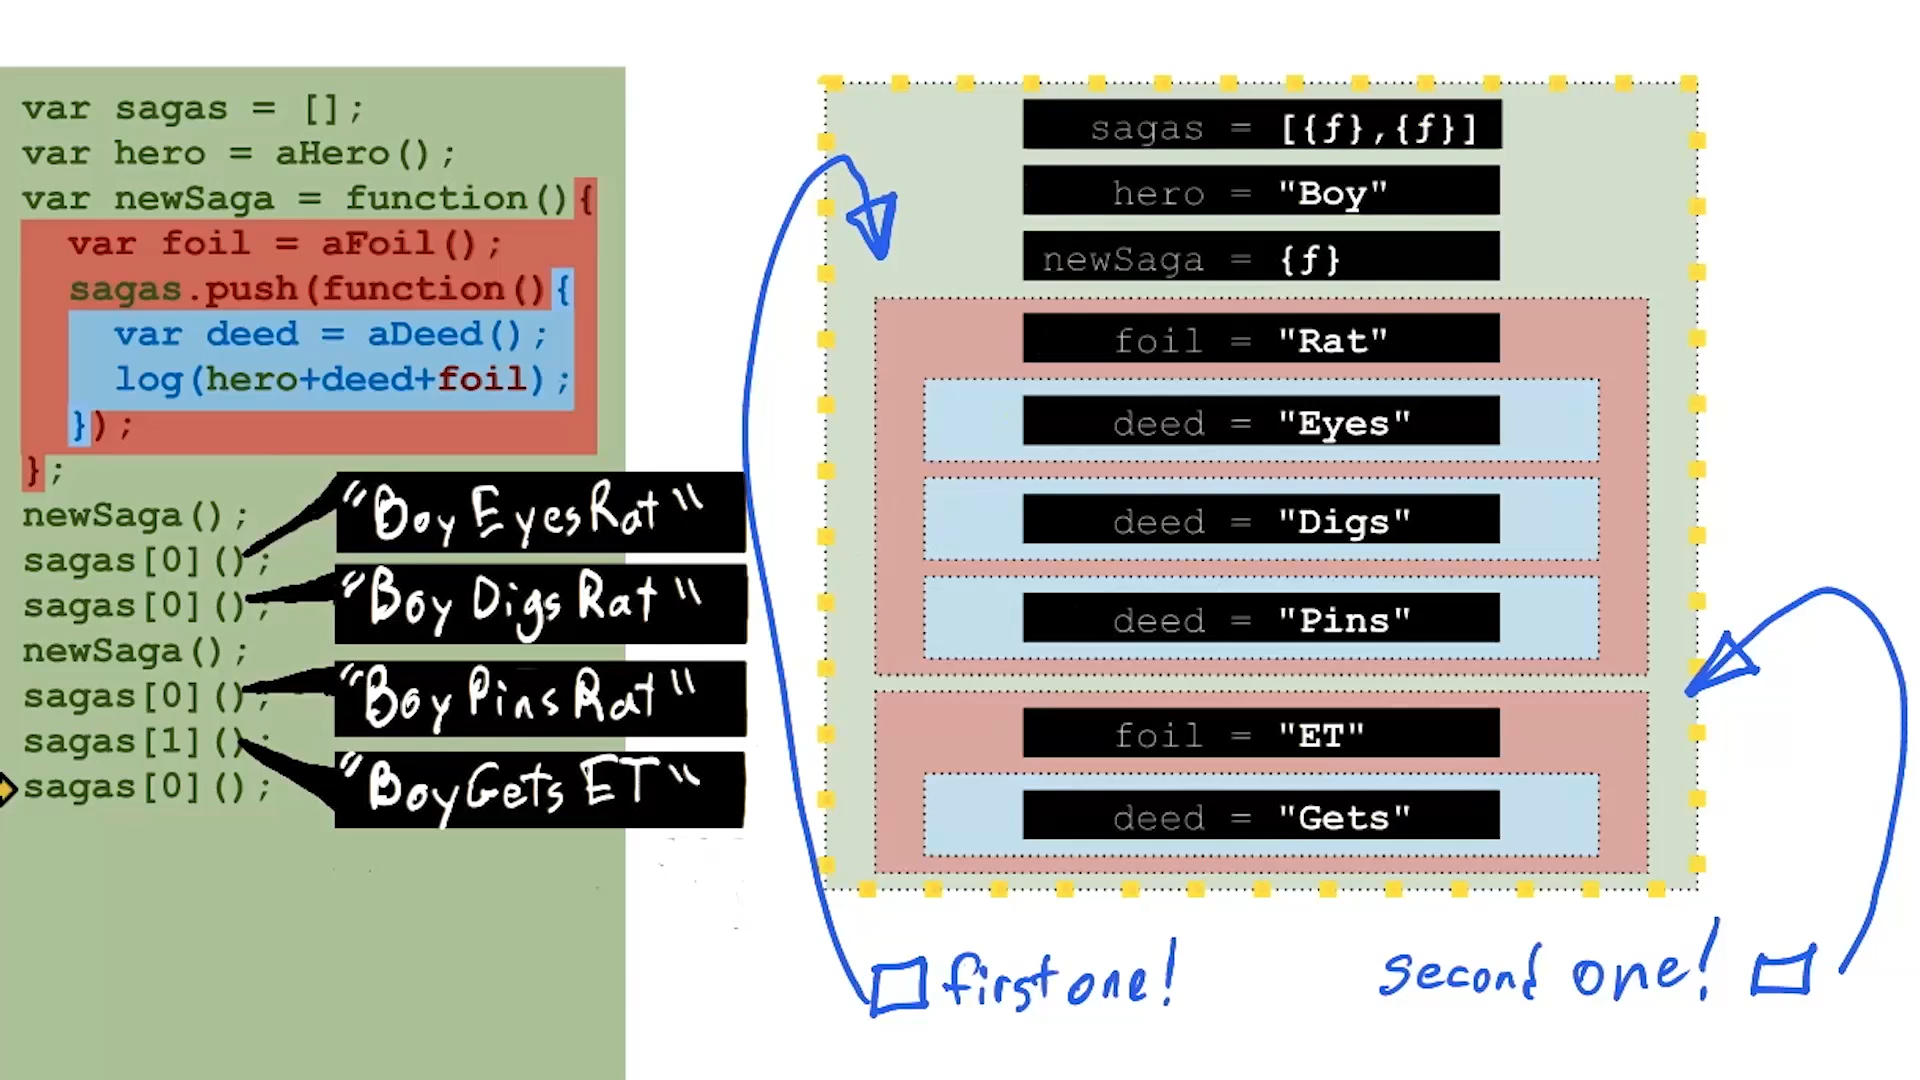 var sagas = [];
var hero = aHero();
var newSaga = function(){
var foil = aFoil();
sagas.push(function(){
var deed = aDeed();
log(hero+deed+foil);
});
};
newSaga();
sagas[0]();
sagas[0]();
newSaga();
sagas[0]();
sagas[1]();
sagas[0]();
"Boy Eyes Rat"
"Boy Digs Rat"
"Boy Pins Rat"
"Boy Gets ET"
sagas = [{f},{f}]
hero = "Boy"
newSaga = {f}
foil = "Rat"
deed = "Eyes"
deed = "Digs"
deed = "Pins"
foil = "ET"
deed = "Gets"
first one!
second one!